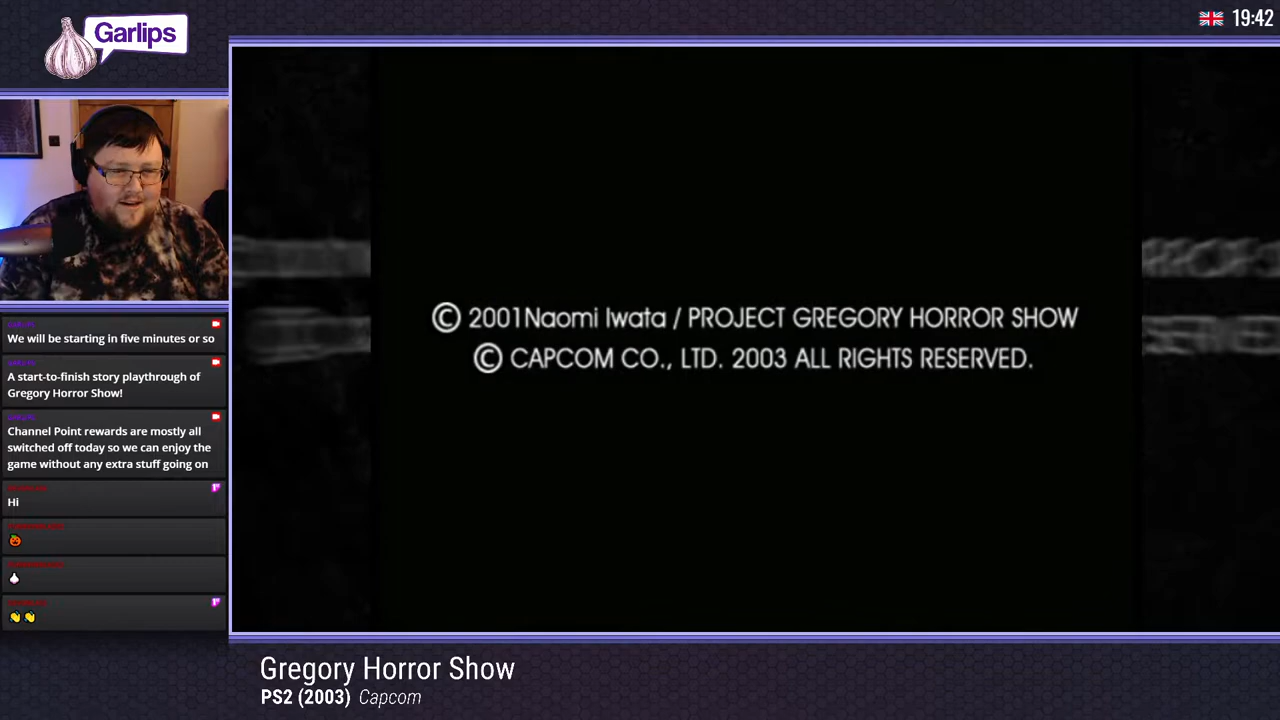 Garlips
19:42
We will be starting in five minutes or so
A start-to-finish story playthrough of
Gregory Horror Show!
Channel Point rewards are mostly all
switched off today so we can enjoy the
game without any extra stuff going on
Hi
© 2001Naomi Iwata / PROJECT GREGORY HORROR SHOW
© CAPCOM CO., LTD. 2003 ALL RIGHTS RESERVED.
Gregory Horror Show
PS2 (2003) Capcom